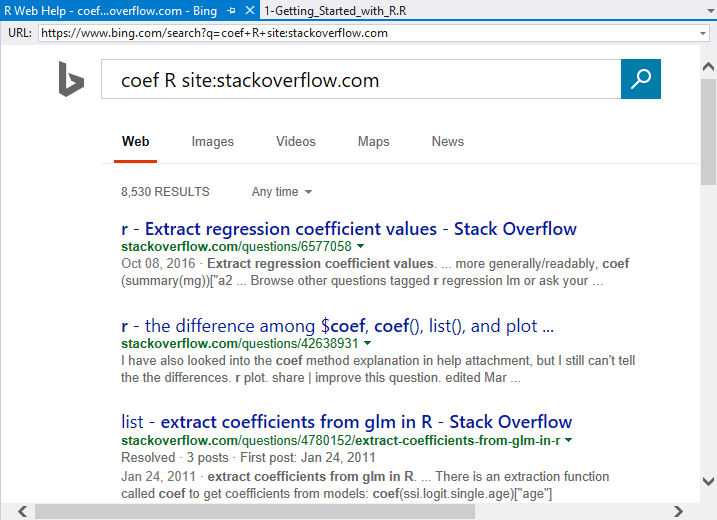 R Web Help - coef...overflow.com - Bing 1-Getting_Started_with_R.R
URL: https://www.bing.com/search?q=coef+R+site:stackoverflow.com
coef R site:stackoverflow.com
Web Images Videos Maps News
8,530 RESULTS Any time
r - Extract regression coefficient values - Stack Overflow
stackoverflow.com/questions/6577058
Oct 08, 2016 · Extract regression coefficient values. ... more generally/readably, coef
(summary(mg))["a2 ... Browse other questions tagged r regression lm or ask your ...
r - the difference among $coef, coef(), list(), and plot ...
stackoverflow.com/questions/42638931
I have also looked into the coef method explanation in help attachment, but I still can't tell
the the differences. r plot. share | improve this question. edited Mar ...
list - extract coefficients from glm in R - Stack Overflow
stackoverflow.com/questions/4780152/extract-coefficients-from-glm-in-r
Resolved · 3 posts · First post: Jan 24, 2011
Jan 24, 2011 · extract coefficients from glm in R. ... There is an extraction function
called coef to get coefficients from models: coef(ssi.logit.single.age)["age"]